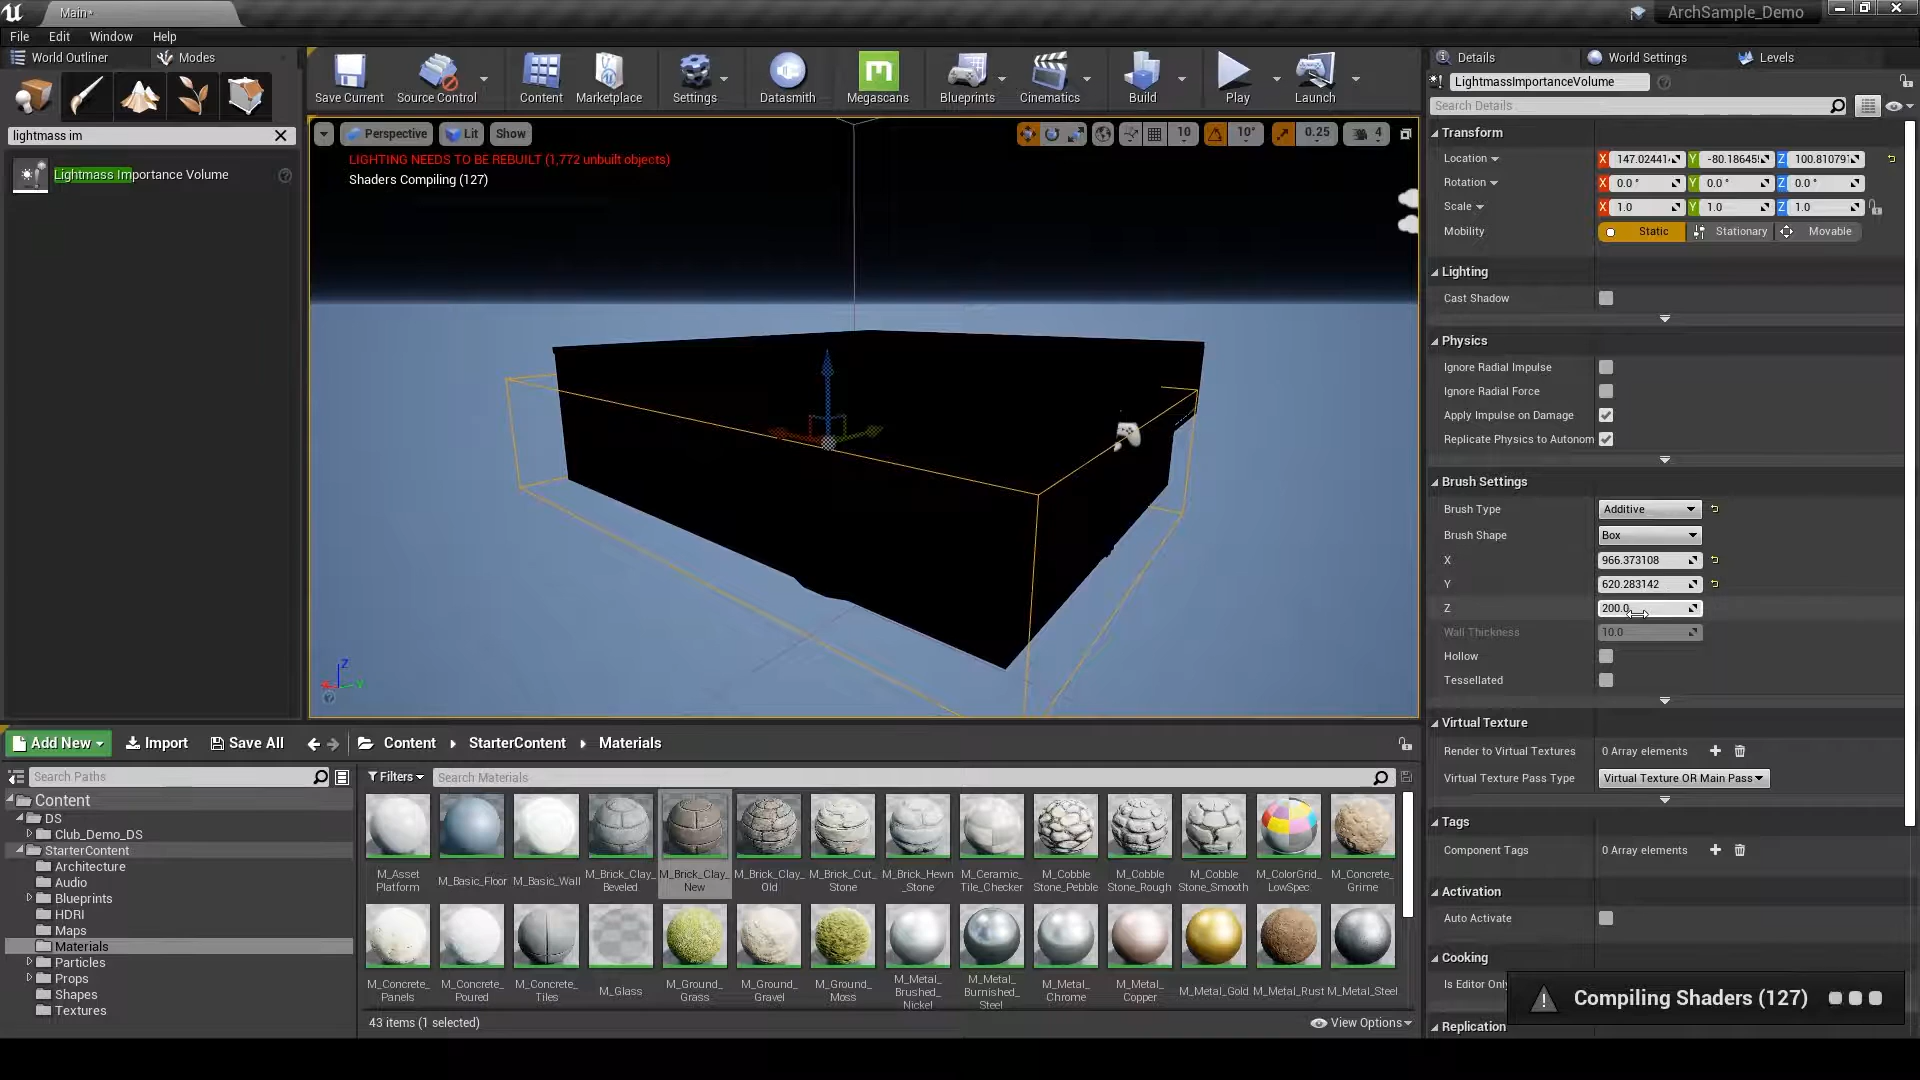 Main*
ArchSample_Demo
File Edit Window Help
World Outliner
Modes
lightmass im
Lightmass Importance Volume
Save Current
Source Control
Content
Marketplace
Settings
Datasmith
Megascans
Blueprints
Cinematics
Build
Play
Launch
Perspective
Lit
Show
10
10°
0.25
4
LIGHTING NEEDS TO BE REBUILT (1,772 unbuilt objects)
Shaders Compiling (127)
Z
Y
Details
World Settings
Levels
LightmassImportanceVolume
Search Details
Transform
Location X 147.02441 Y -80.18645 Z 100.81079
Rotation X 0.0 ° Y 0.0 ° Z 0.0 °
Scale X 1.0 Y 1.0 Z 1.0
Mobility Static Stationary Movable
Lighting
Cast Shadow
Physics
Ignore Radial Impulse
Ignore Radial Force
Apply Impulse on Damage
Replicate Physics to Autonom
Brush Settings
Brush Type Additive
Brush Shape Box
X 966.373108
Y 620.283142
Z 200.0
Wall Thickness 10.0
Hollow
Tessellated
Virtual Texture
Render to Virtual Textures 0 Array elements
Virtual Texture Pass Type Virtual Texture OR Main Pass
Tags
Component Tags 0 Array elements
Activation
Auto Activate
Cooking
Is Editor Only
Replication
Compiling Shaders (127)
Add New
Import
Save All
Content
StarterContent
Materials
Search Paths
Content
DS
Club_Demo_DS
StarterContent
Architecture
Audio
Blueprints
HDRI
Maps
Materials
Particles
Props
Shapes
Textures
Filters
Search Materials
M_Asset
Platform
M_Basic_Floor
M_Basic_Wall
M_Brick_Clay_
Beveled
M_Brick_Clay_
New
M_Brick_Clay_
Old
M_Brick_Cut_
Stone
M_Brick_Hewn
_Stone
M_Ceramic_
Tile_Checker
M_Cobble
Stone_Pebble
M_Cobble
Stone_Rough
M_Cobble
Stone_Smooth
M_ColorGrid_
LowSpec
M_Concrete_
Grime
M_Concrete_
Panels
M_Concrete_
Poured
M_Concrete_
Tiles
M_Glass
M_Ground_
Grass
M_Ground_
Gravel
M_Ground_
Moss
M_Metal_
Brushed_
Nickel
M_Metal_
Burnished_
Steel
M_Metal_
Chrome
M_Metal_
Copper
M_Metal_Gold
M_Metal_Rust
M_Metal_Steel
43 items (1 selected)
View Options